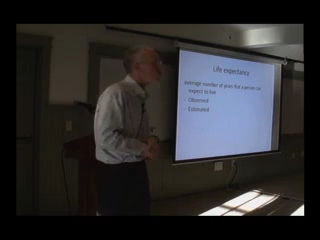 Life expectancy
average number of years that a person can
expect to live
- Observed
- Estimated